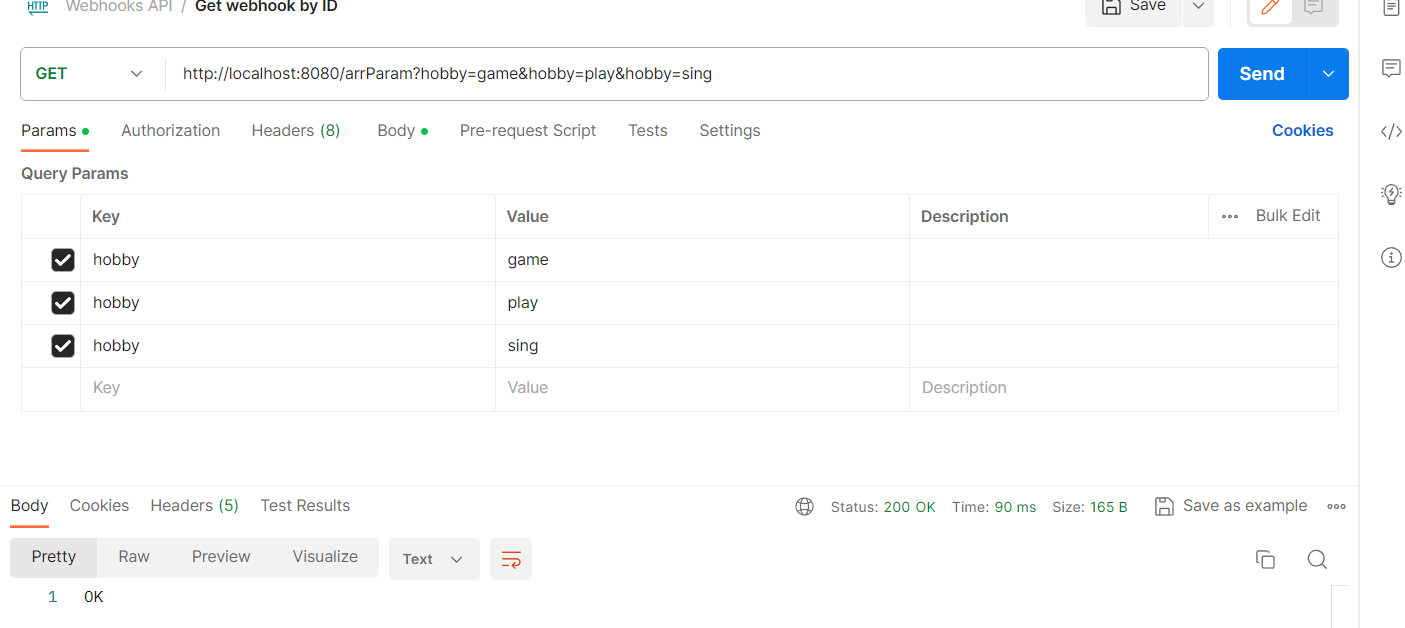 HTTP Webhooks API / Get webhook by ID Save
GET http://localhost:8080/arrParam?hobby=game&hobby=play&hobby=sing Send
Params Authorization Headers (8) Body Pre-request Script Tests Settings Cookies
Query Params
Key Value Description Bulk Edit
hobby game
hobby play
hobby sing
Key Value Description
Body Cookies Headers (5) Test Results Status: 200 OK Time: 90 ms Size: 165 B Save as example
Pretty Raw Preview Visualize Text
1 OK